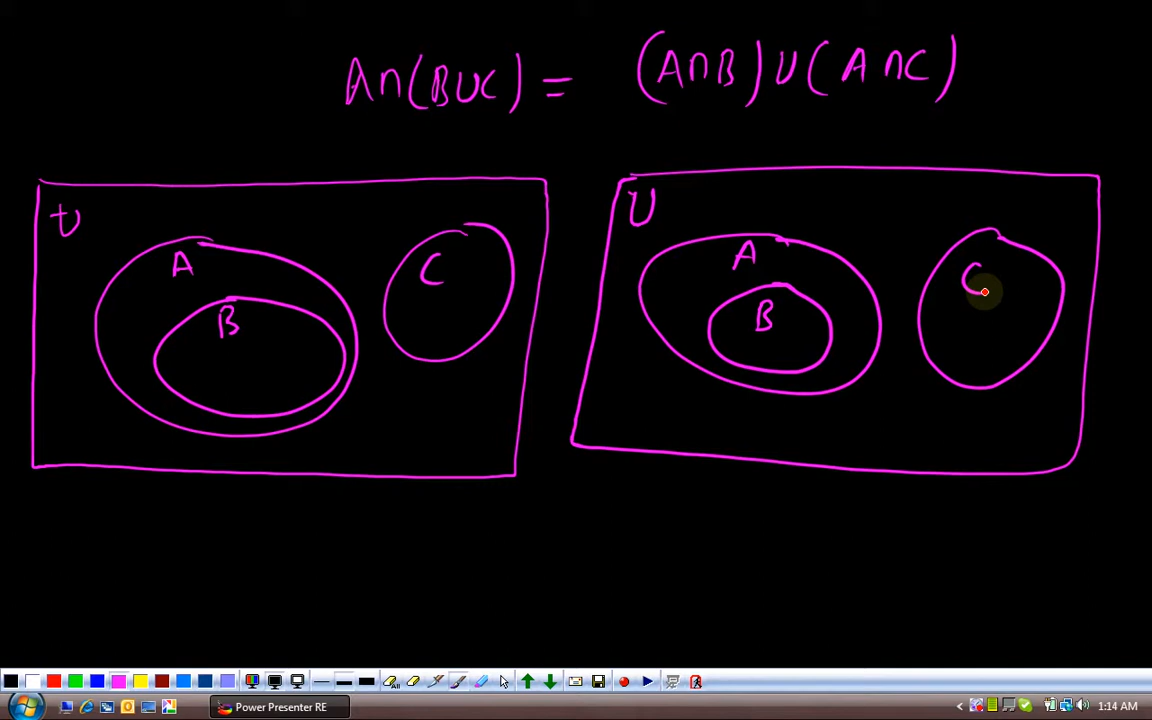 A∩(B∪C) = (A∩B)∪(A∩C)
U
A
B
C
U
A
B
C
Power Presenter RE
1:14 AM